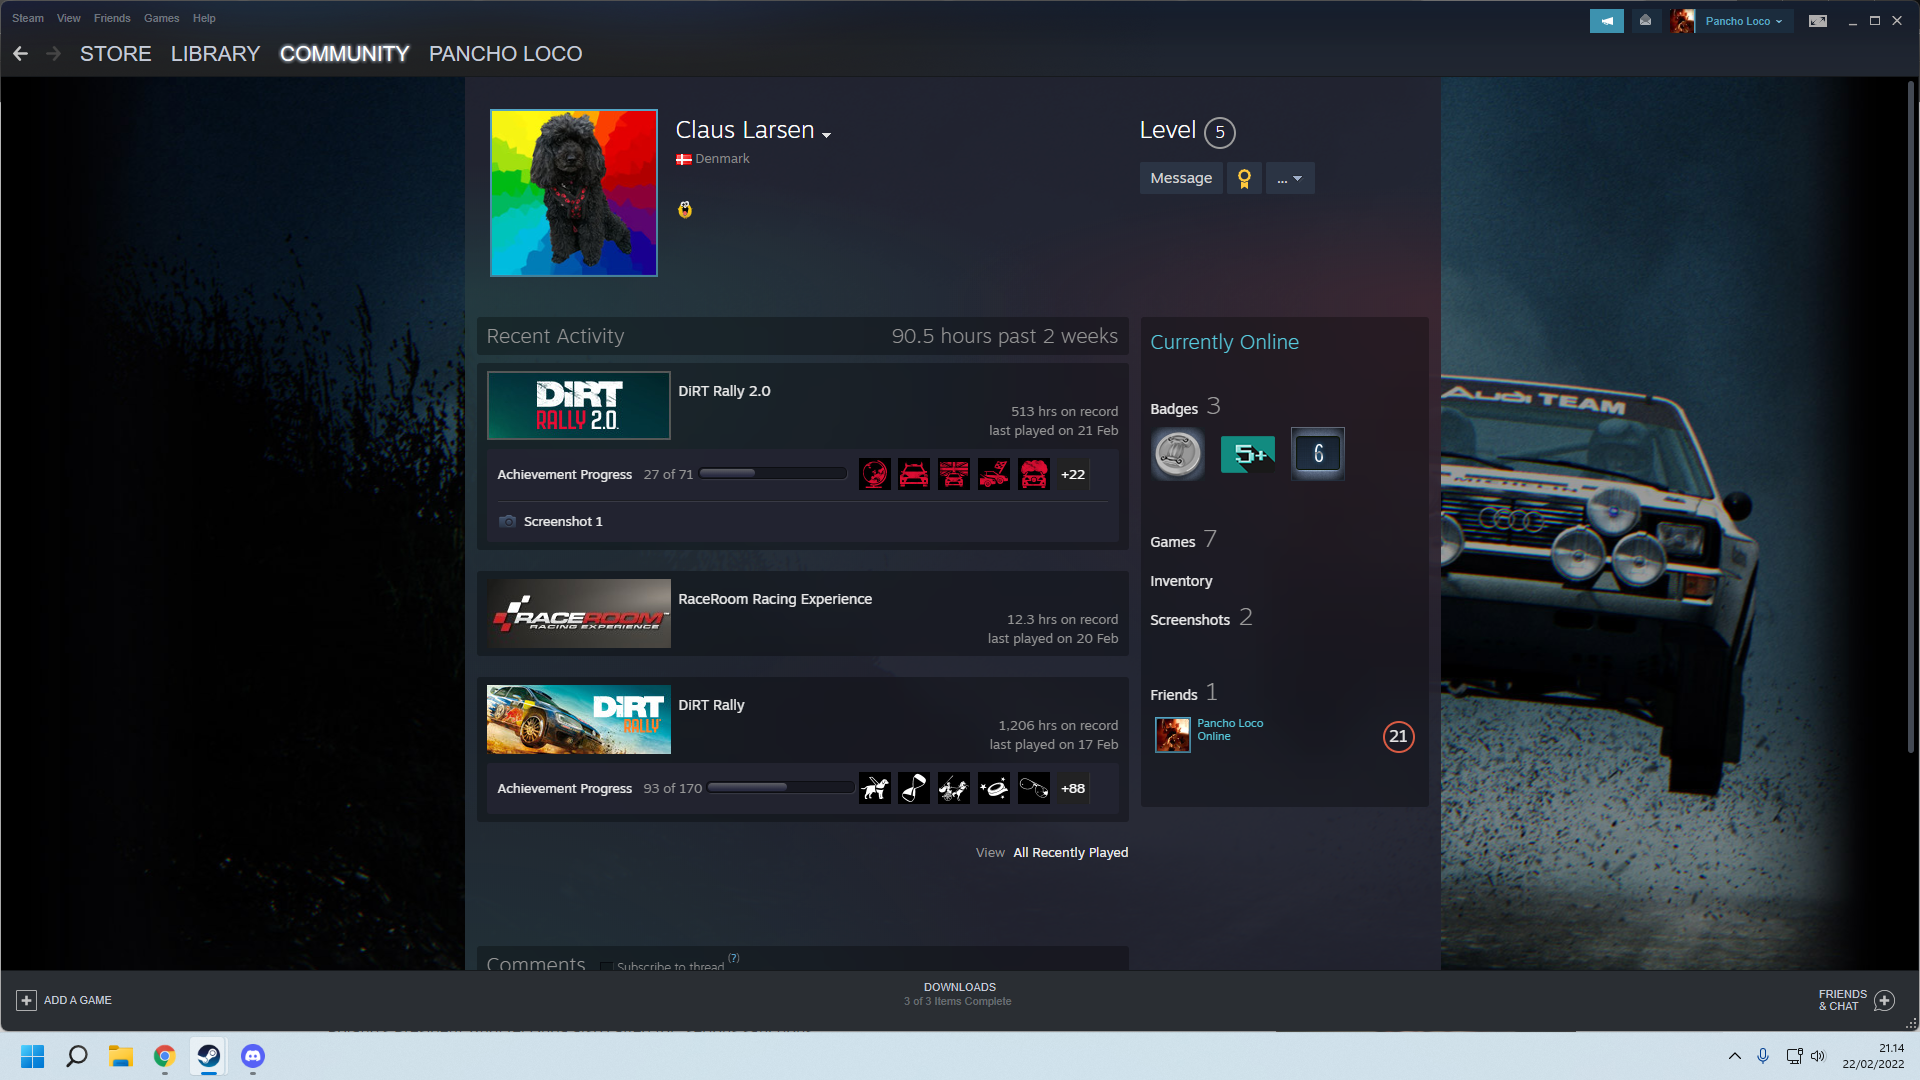 Steam View Friends Games Help
Pancho Loco
STORE LIBRARY COMMUNITY PANCHO LOCO
Claus Larsen
Denmark
Level 5
Message
...
Recent Activity
90.5 hours past 2 weeks
DiRT RALLY 2.0
DiRT Rally 2.0
513 hrs on record
last played on 21 Feb
Achievement Progress 27 of 71
+22
Screenshot 1
RACEROOM
RACING EXPERIENCE
RaceRoom Racing Experience
12.3 hrs on record
last played on 20 Feb
DiRT
RALLY
DiRT Rally
1,206 hrs on record
last played on 17 Feb
Achievement Progress 93 of 170
+88
View All Recently Played
Comments
Subscribe to thread (?)
Currently Online
Badges 3
5+
6
Games 7
Inventory
Screenshots 2
Friends 1
Pancho Loco
Online
21
Audi TEAM
MICHELIN
ADD A GAME
DOWNLOADS
3 of 3 Items Complete
FRIENDS
& CHAT
21.14
22/02/2022